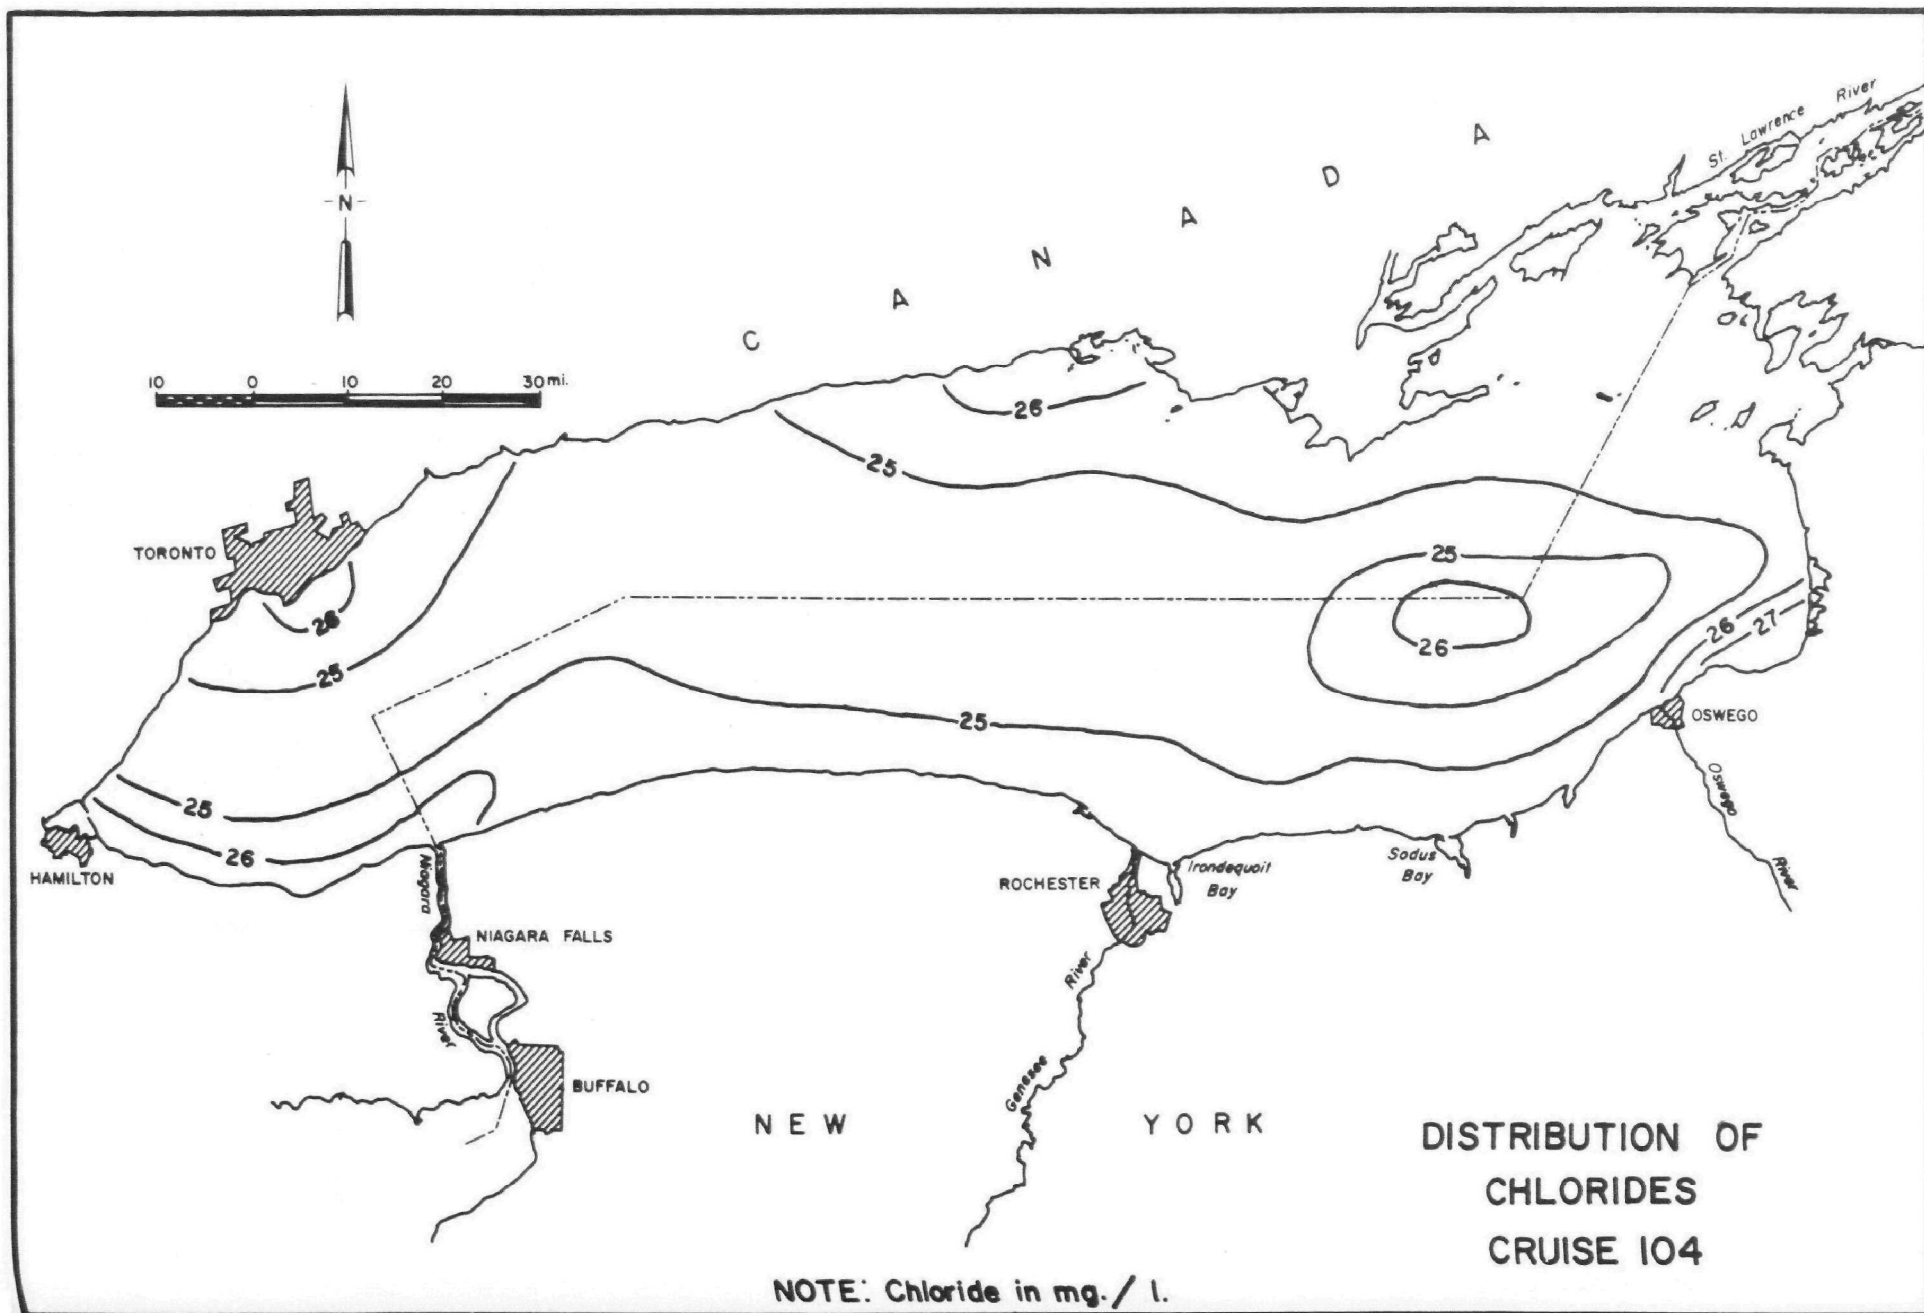 St. Lawrence River
C A N A D A
N
10 0 10 20 30 mi.
26
25
TORONTO
25
26
26
25
26
27
25
25
OSWEGO
Oswego
River
25
26
HAMILTON
Niagara
River
NIAGARA FALLS
BUFFALO
ROCHESTER
Irondequoit
Bay
Sodus
Bay
River
Genesee
NEW YORK
DISTRIBUTION OF
CHLORIDES
CRUISE 104
NOTE: Chloride in mg. / l.